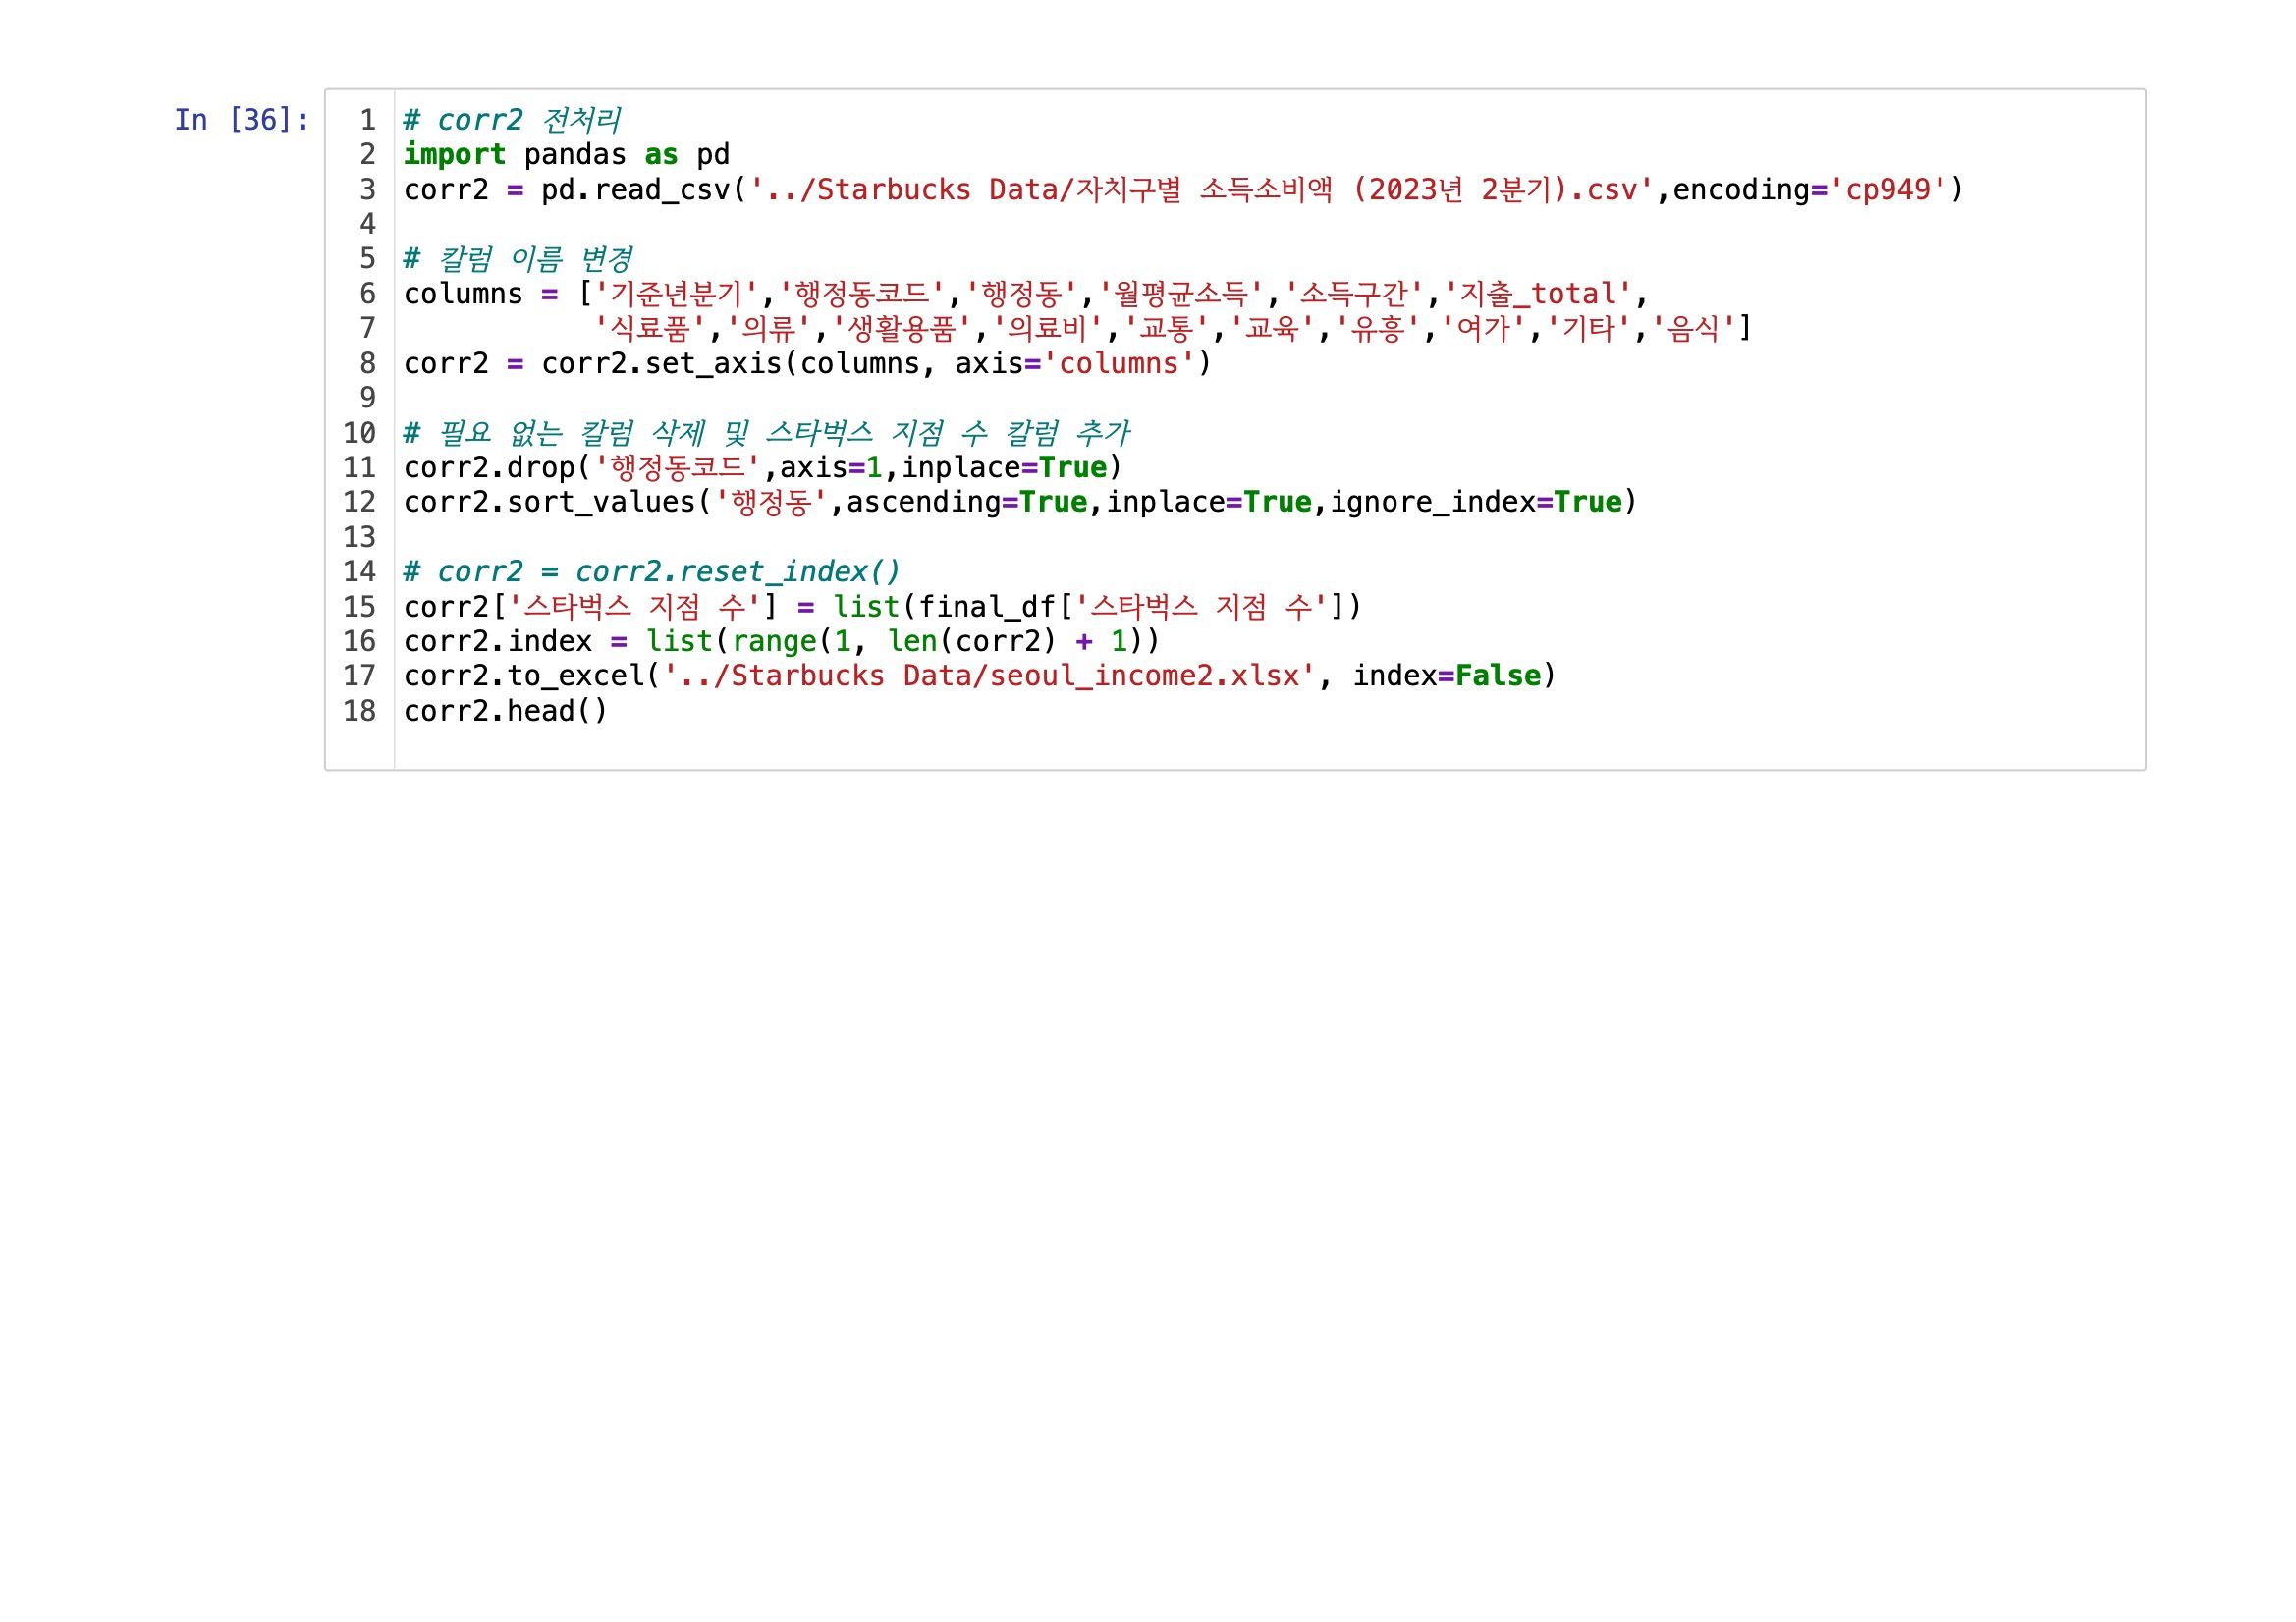 In [36]:
1 # corr2 전처리
2 import pandas as pd
3 corr2 = pd.read_csv('../Starbucks Data/자치구별 소득소비액 (2023년 2분기).csv',encoding='cp949')
4
5 # 칼럼 이름 변경
6 columns = ['기준년분기','행정동코드','행정동','월평균소득','소득구간','지출_total',
7            '식료품','의류','생활용품','의료비','교통','교육','유흥','여가','기타','음식']
8 corr2 = corr2.set_axis(columns, axis='columns')
9
10 # 필요 없는 칼럼 삭제 및 스타벅스 지점 수 칼럼 추가
11 corr2.drop('행정동코드',axis=1,inplace=True)
12 corr2.sort_values('행정동',ascending=True,inplace=True,ignore_index=True)
13
14 # corr2 = corr2.reset_index()
15 corr2['스타벅스 지점 수'] = list(final_df['스타벅스 지점 수'])
16 corr2.index = list(range(1, len(corr2) + 1))
17 corr2.to_excel('../Starbucks Data/seoul_income2.xlsx', index=False)
18 corr2.head()